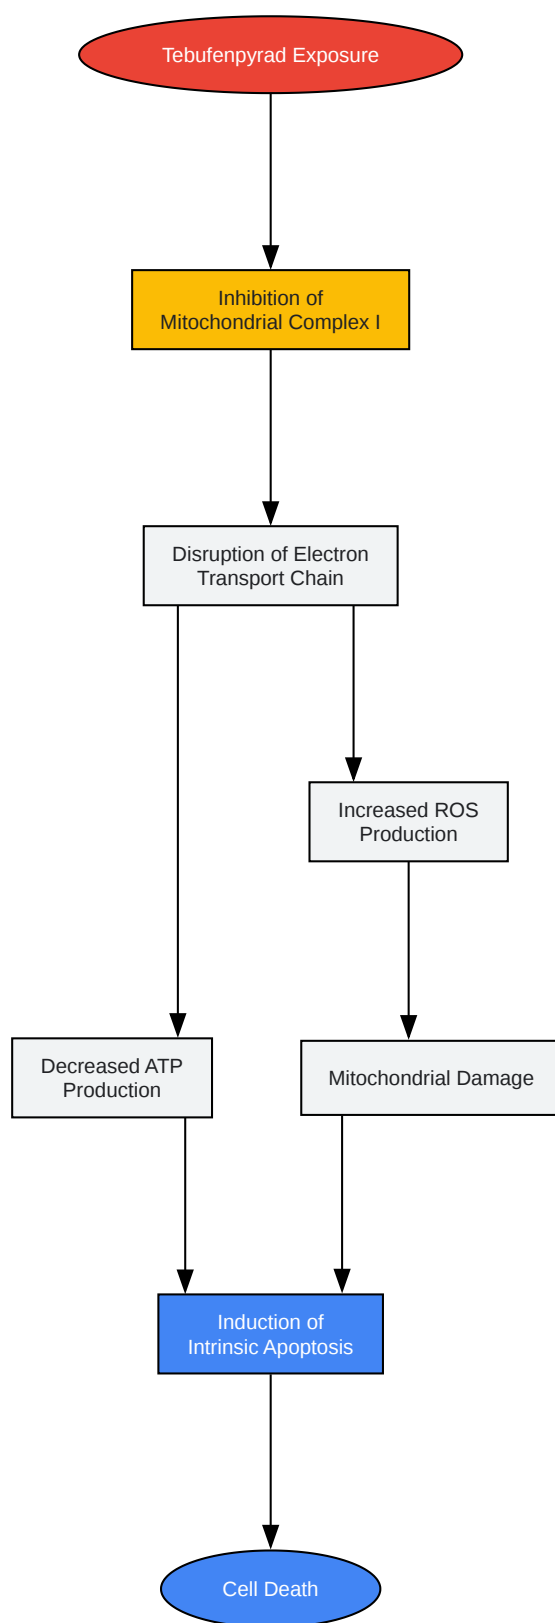 Tebufenpyrad Exposure
Inhibition of
Mitochondrial Complex I
Disruption of Electron
Transport Chain
Increased ROS
Production
Decreased ATP
Production
Mitochondrial Damage
Induction of
Intrinsic Apoptosis
Cell Death